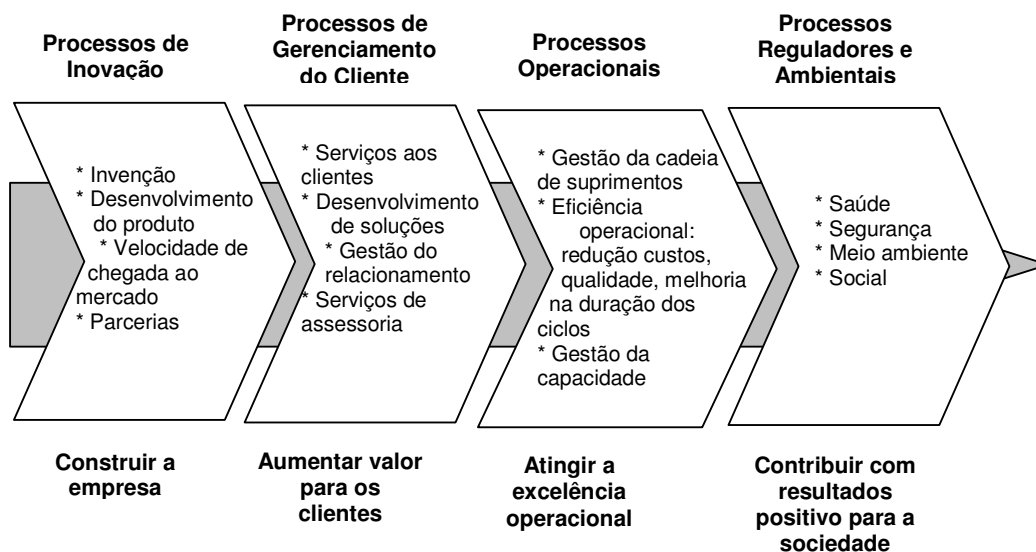 Processos de
Inovação
Processos de
Gerenciamento
do Cliente
Processos
Operacionais
Processos
Reguladores e
Ambientais
* Invenção
* Desenvolvimento
do produto
* Velocidade de
chegada ao
mercado
* Parcerias
* Serviços aos
clientes
* Desenvolvimento
de soluções
* Gestão do
relacionamento
* Serviços de
assessoria
* Gestão da cadeia
de suprimentos
* Eficiência
operacional:
redução custos,
qualidade, melhoria
na duração dos
ciclos
* Gestão da
capacidade
* Saúde
* Segurança
* Meio ambiente
* Social
Construir a
empresa
Aumentar valor
para os
clientes
Atingir a
excelência
operacional
Contribuir com
resultados
positivo para a
sociedade